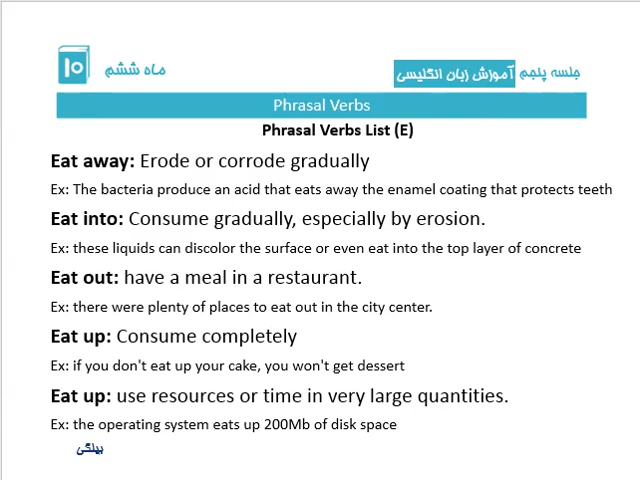 جلسه پنجم آموزش زبان انگلیسی ماه ششم ۱۰
Phrasal Verbs
Phrasal Verbs List (E)
Eat away: Erode or corrode gradually
Ex: The bacteria produce an acid that eats away the enamel coating that protects teeth
Eat into: Consume gradually, especially by erosion.
Ex: these liquids can discolor the surface or even eat into the top layer of concrete
Eat out: have a meal in a restaurant.
Ex: there were plenty of places to eat out in the city center.
Eat up: Consume completely
Ex: if you don't eat up your cake, you won't get dessert
Eat up: use resources or time in very large quantities.
Ex: the operating system eats up 200Mb of disk space
بیلگی